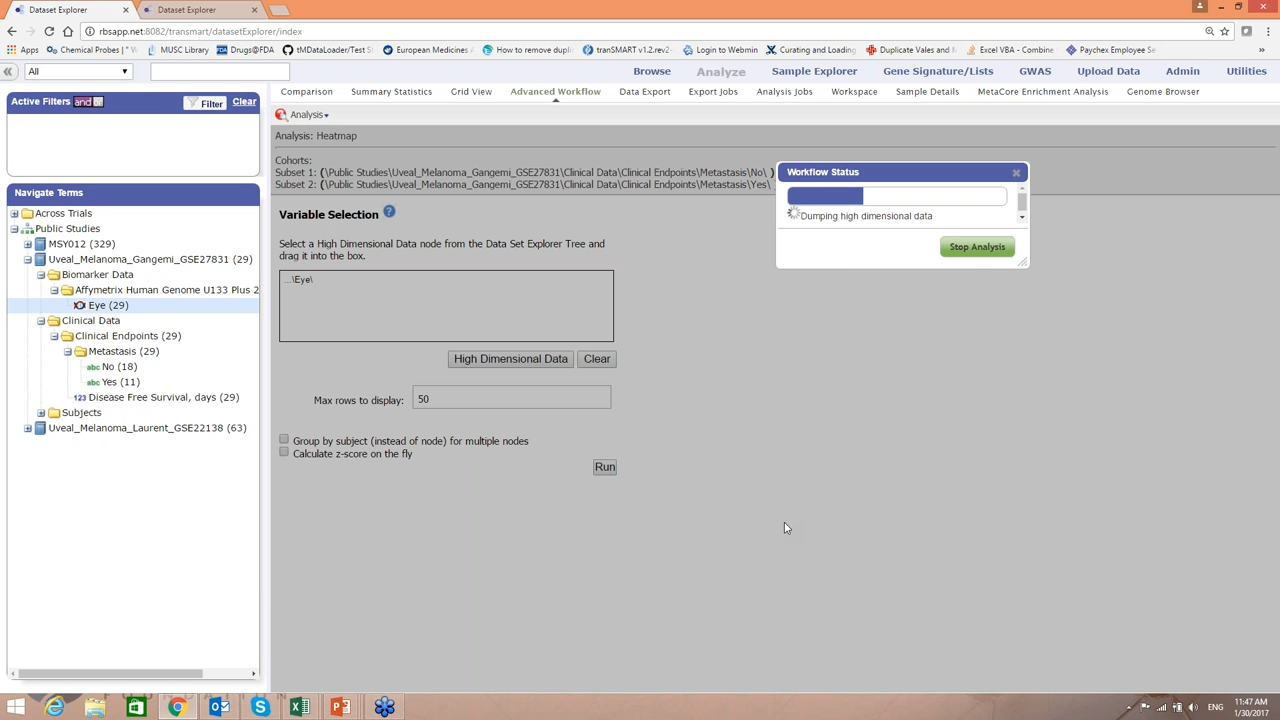 Dataset Explorer
Dataset Explorer
rbsapp.net:8082/transmart/datasetExplorer/index
Apps
Chemical Probes | "
MUSC Library
Drugs@FDA
tMDataLoader/Test St
European Medicines A
How to remove duplic
tranSMART v1.2.rev2-
Login to Webmin
Curating and Loading
Duplicate Vales and M
Excel VBA - Combine
Paychex Employee Se
All
Browse
Analyze
Sample Explorer
Gene Signature/Lists
GWAS
Upload Data
Admin
Utilities
Active Filters and or
Filter
Clear
Comparison
Summary Statistics
Grid View
Advanced Workflow
Data Export
Export Jobs
Analysis Jobs
Workspace
Sample Details
MetaCore Enrichment Analysis
Genome Browser
Analysis
Analysis: Heatmap
Cohorts:
Subset 1: (\Public Studies\Uveal_Melanoma_Gangemi_GSE27831\Clinical Data\Clinical Endpoints\Metastasis\No\ )
Subset 2: (\Public Studies\Uveal_Melanoma_Gangemi_GSE27831\Clinical Data\Clinical Endpoints\Metastasis\Yes\
Navigate Terms
Across Trials
Public Studies
MSY012 (329)
Uveal_Melanoma_Gangemi_GSE27831 (29)
Biomarker Data
Affymetrix Human Genome U133 Plus 2
Eye (29)
Clinical Data
Clinical Endpoints (29)
Metastasis (29)
abc No (18)
abc Yes (11)
123 Disease Free Survival, days (29)
Subjects
Uveal_Melanoma_Laurent_GSE22138 (63)
Variable Selection
Select a High Dimensional Data node from the Data Set Explorer Tree and
drag it into the box.
...\Eye\
High Dimensional Data
Clear
Max rows to display:
50
Group by subject (instead of node) for multiple nodes
Calculate z-score on the fly
Run
Workflow Status
Dumping high dimensional data
Stop Analysis
ENG
11:47 AM
1/30/2017